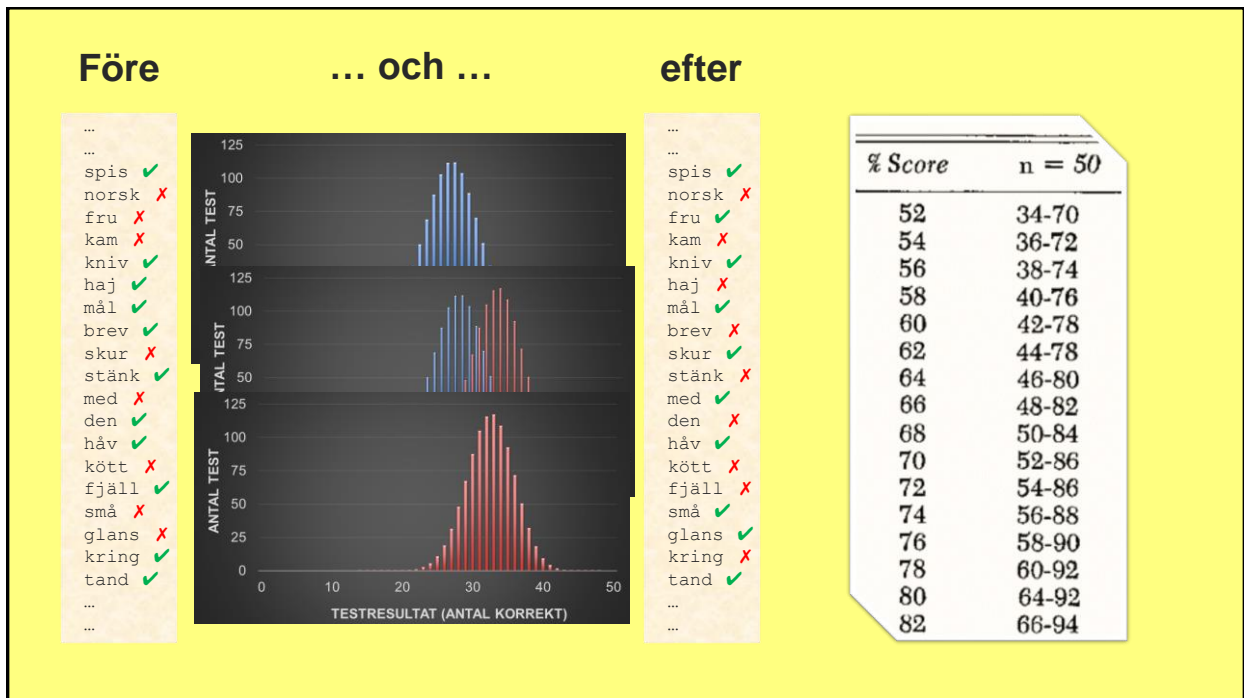 Före
… och …
efter
…
…
spis ✔
norsk ✗
fru ✗
kam ✗
kniv ✔
haj ✔
mål ✔
brev ✔
skur ✗
stänk ✔
med ✗
den ✔
håv ✔
kött ✗
fjäll ✔
små ✗
glans ✗
kring ✔
tand ✔
…
…
125
100
75
50
ANTAL TEST
125
100
75
50
NTAL TEST
125
100
75
50
25
0
ANTAL TEST
0 10 20 30 40 50
TESTRESULTAT (ANTAL KORREKT)
…
…
spis ✔
norsk ✗
fru ✔
kam ✗
kniv ✔
haj ✗
mål ✔
brev ✗
skur ✔
stänk ✗
med ✔
den ✗
håv ✔
kött ✗
fjäll ✗
små ✔
glans ✔
kring ✗
tand ✔
…
…
% Score n = 50
52 34-70
54 36-72
56 38-74
58 40-76
60 42-78
62 44-78
64 46-80
66 48-82
68 50-84
70 52-86
72 54-86
74 56-88
76 58-90
78 60-92
80 64-92
82 66-94